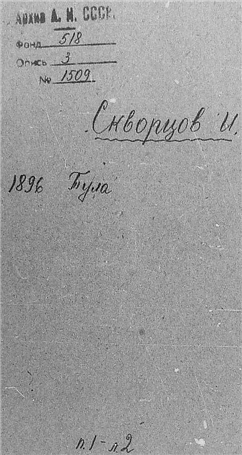 Архив А. Н. СССР.
Фонд 518
Опись 3
№ 1509
Скворцов И.
1896 Тула
л.1-л.2